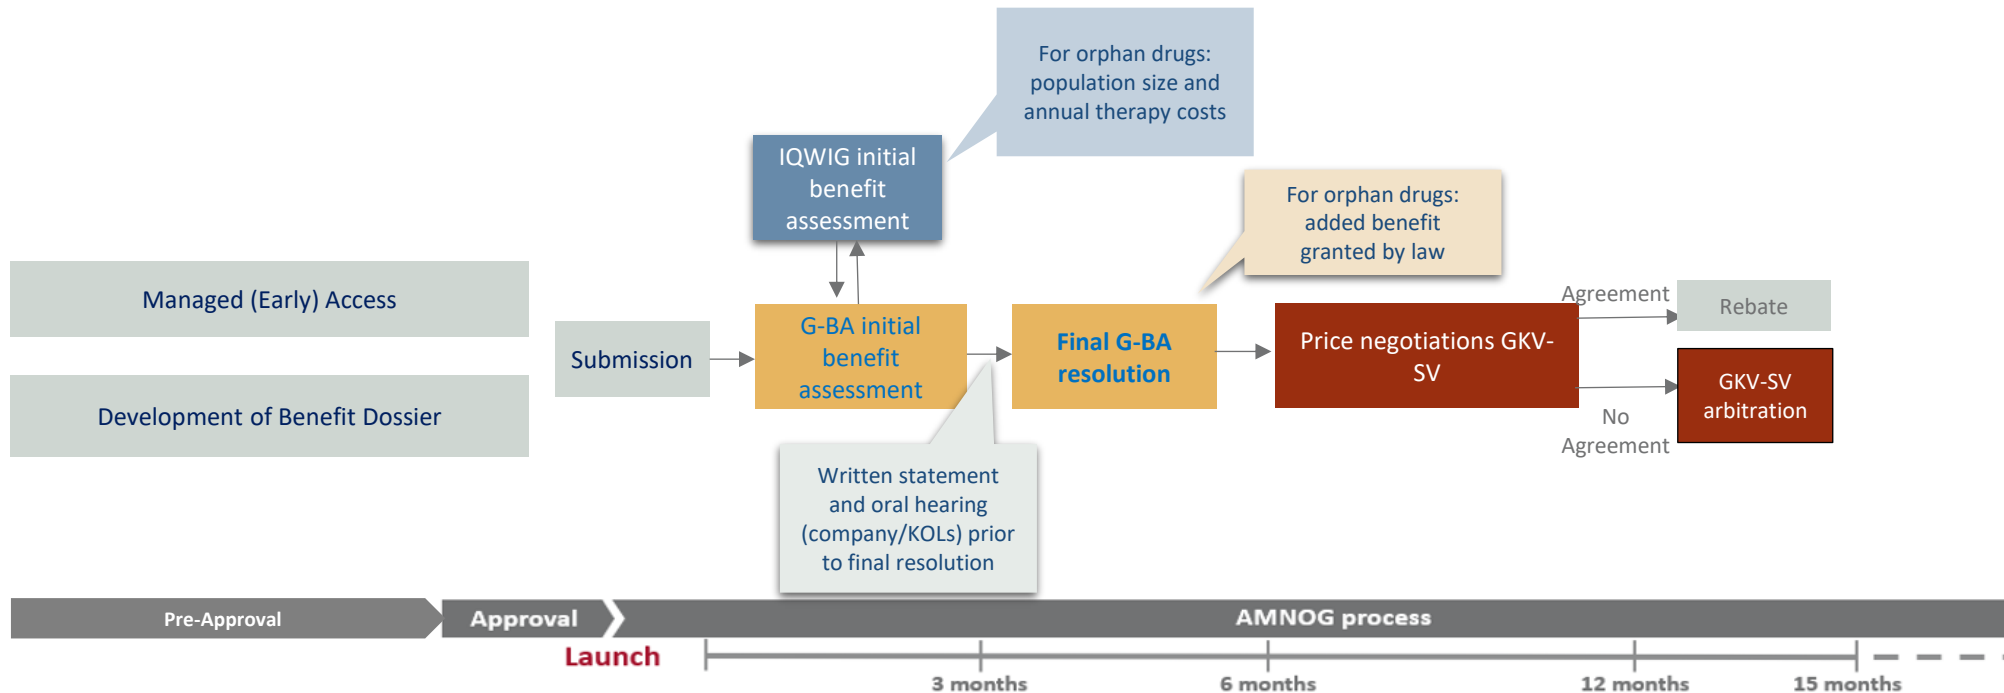 For orphan drugs:
population size and
annual therapy costs
IQWIG initial
benefit
assessment
For orphan drugs:
added benefit
granted by law
Managed (Early) Access
Development of Benefit Dossier
Submission
G-BA initial
benefit
assessment
Final G-BA
resolution
Price negotiations GKV-
SV
Agreement
Rebate
No
Agreement
GKV-SV
arbitration
Written statement
and oral hearing
(company/KOLs) prior
to final resolution
Pre-Approval
Approval
AMNOG process
Launch
3 months
6 months
12 months
15 months